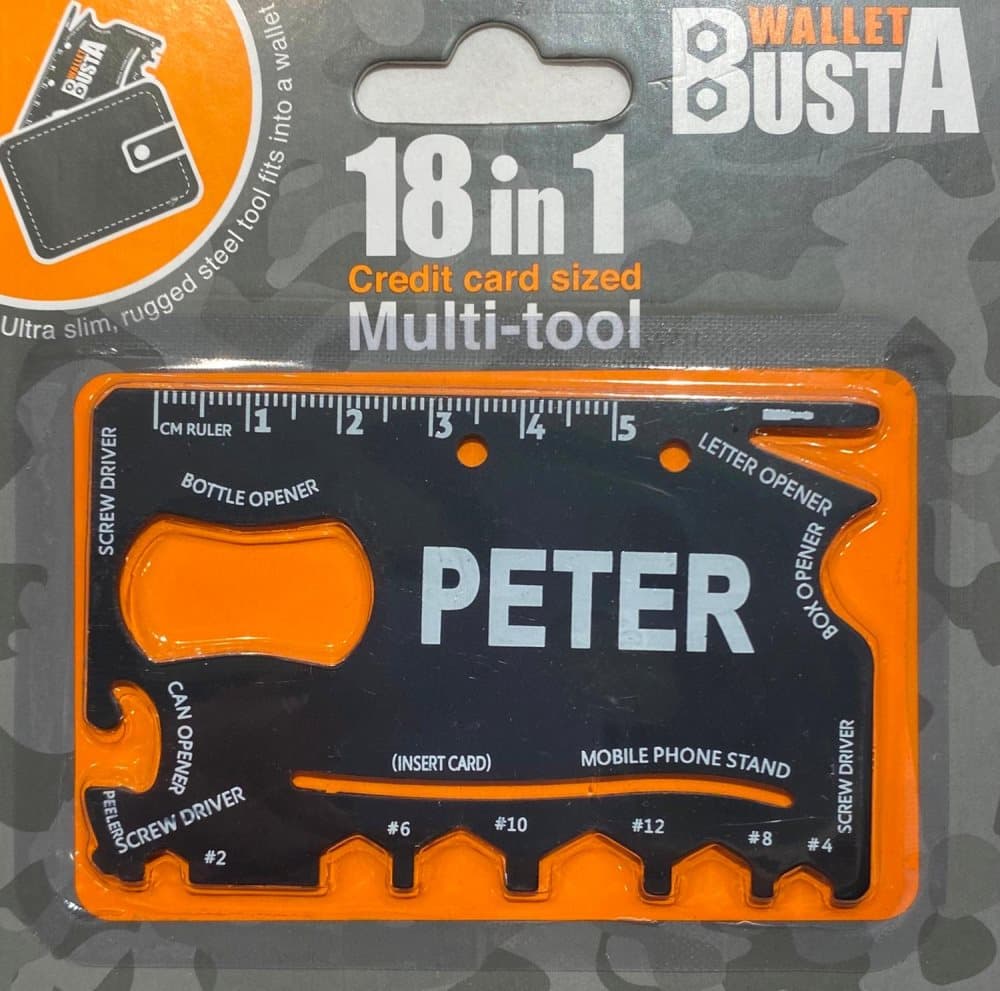 WALLET
BUSTA
WALLET
BUSTA
Ultra slim, rugged steel tool fits into a wallet
18 in 1
Credit card sized
Multi-tool
CM RULER 1 2 3 4 5
SCREW DRIVER
BOTTLE OPENER
LETTER OPENER
BOX OPENER
PETER
CAN OPENER
(INSERT CARD)
MOBILE PHONE STAND
SCREW DRIVER
PEELER
SCREW DRIVER
#2
#6
#10
#12
#8
#4